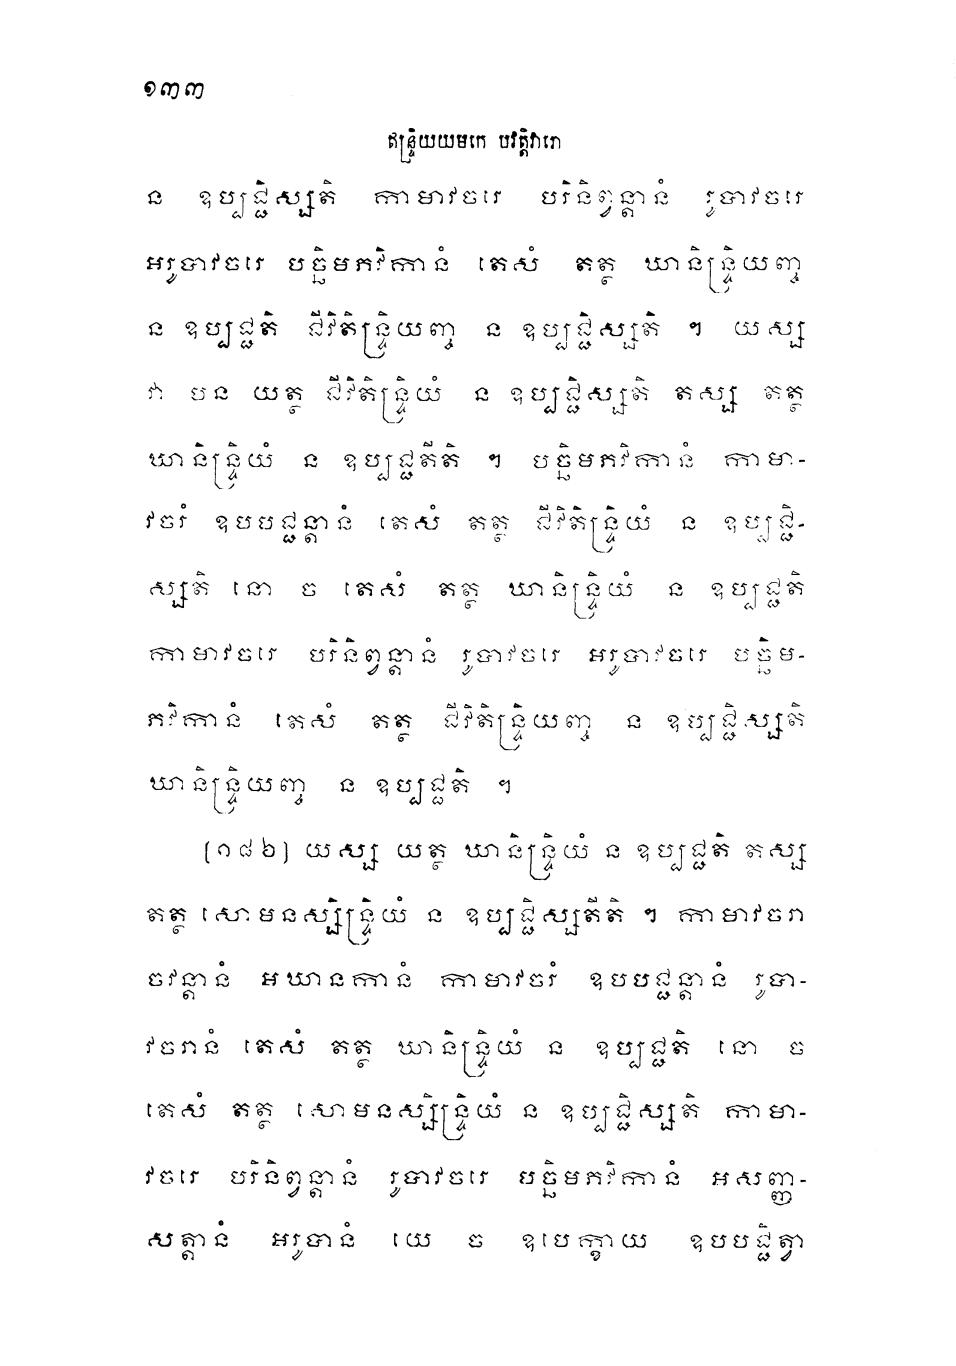 ១៣៣
ឥន្ទ្រិយយមកេ បវត្តិវារោ
ន ឧប្បជ្ជិស្សតិ កាមាវចរេ បរិនិព្វន្តានំ រូបាវចរេ
អរូបាវចរេ បច្ឆិមភវិកានំ តេសំ តត្ថ ឃានិន្ទ្រិយញ្ច
ន ឧប្បជ្ជតិ ជីវិតិន្ទ្រិយញ្ច ន ឧប្បជ្ជិស្សតិ ។ យស្ស
វា បន យត្ថ ជីវិតិន្ទ្រិយំ ន ឧប្បជ្ជិស្សតិ តស្ស តត្ថ
ឃានិន្ទ្រិយំ ន ឧប្បជ្ជតីតិ ។ បច្ឆិមភវិកានំ កាមា-
វចរំ ឧបបជ្ជន្តានំ តេសំ តត្ថ ជីវិតិន្ទ្រិយំ ន ឧប្បជ្ជិ-
ស្សតិ នោ ច តេសំ តត្ថ ឃានិន្ទ្រិយំ ន ឧប្បជ្ជតិ
កាមាវចរេ បរិនិព្វន្តានំ រូបាវចរេ អរូបាវចរេ បច្ឆិម-
ភវិកានំ តេសំ តត្ថ ជីវិតិន្ទ្រិយញ្ច ន ឧប្បជ្ជិស្សតិ
ឃានិន្ទ្រិយញ្ច ន ឧប្បជ្ជតិ ។
[១៨៦] យស្ស យត្ថ ឃានិន្ទ្រិយំ ន ឧប្បជ្ជតិ តស្ស
តត្ថ សោមនស្សិន្ទ្រិយំ ន ឧប្បជ្ជិស្សតីតិ ។ កាមាវចរា
ចវន្តានំ អឃានកានំ កាមាវចរំ ឧបបជ្ជន្តានំ រូបា-
វចរានំ តេសំ តត្ថ ឃានិន្ទ្រិយំ ន ឧប្បជ្ជតិ នោ ច
តេសំ តត្ថ សោមនស្សិន្ទ្រិយំ ន ឧប្បជ្ជិស្សតិ កាមា-
វចរេ បរិនិព្វន្តានំ រូបាវចរេ បច្ឆិមភវិកានំ អសញ្ញ-
សត្តានំ អរូបានំ យេ ច ឧបេក្ខាយ ឧបបជ្ជិត្វា